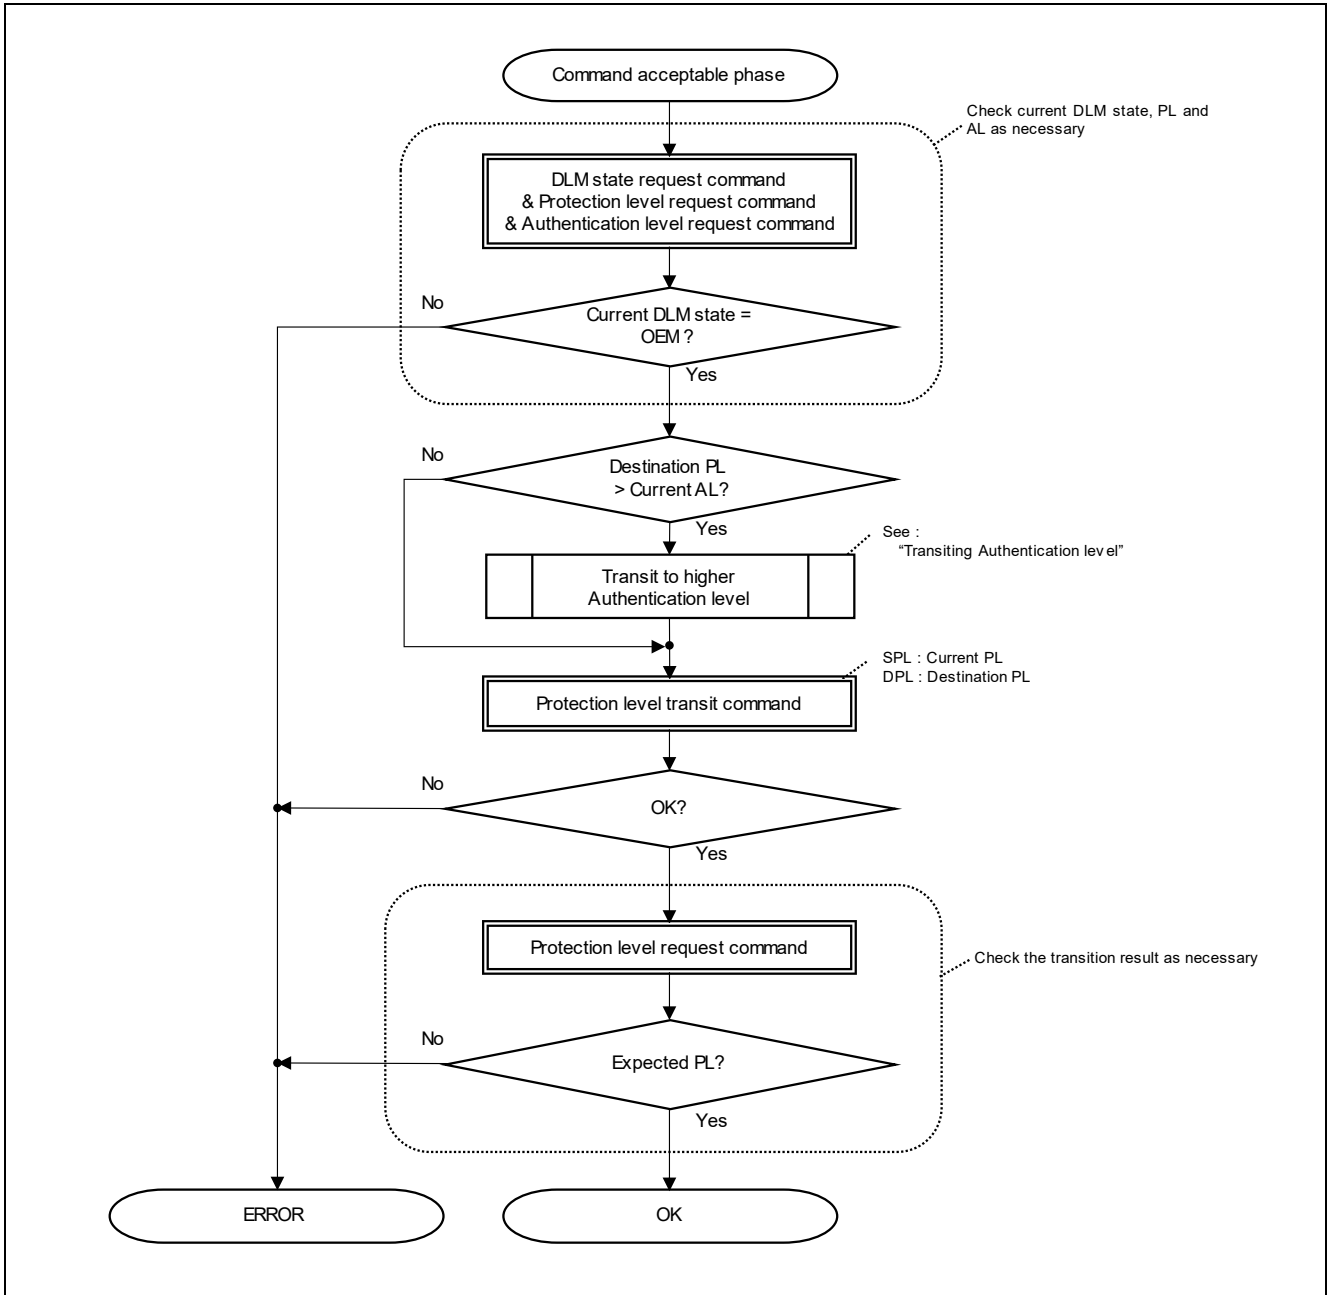 Command acceptable phase
Check current DLM state, PL and
AL as necessary
DLM state request command
& Protection level request command
& Authentication level request command
No
Current DLM state =
OEM ?
Yes
No
Destination PL
> Current AL?
Yes
See :
“Transiting Authentication level”
Transit to higher
Authentication level
SPL : Current PL
DPL : Destination PL
Protection level transit command
No
OK?
Yes
Protection level request command
Check the transition result as necessary
No
Expected PL?
Yes
ERROR
OK